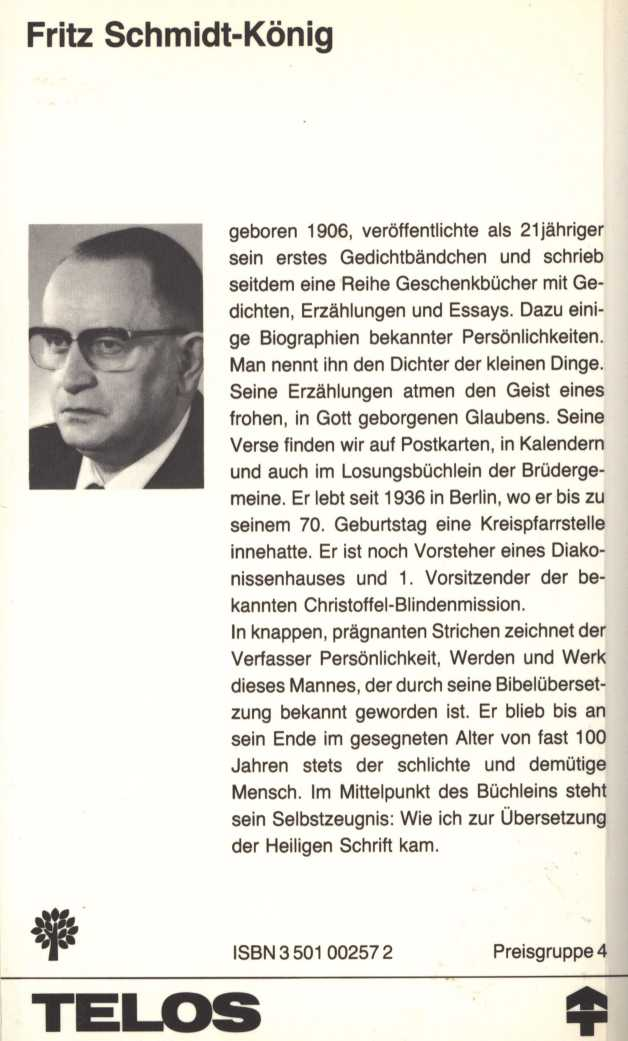 Fritz Schmidt-König
geboren 1906, veröffentlichte als 21jähriger
sein erstes Gedichtbändchen und schrieb
seitdem eine Reihe Geschenkbücher mit Ge-
dichten, Erzählungen und Essays. Dazu eini-
ge Biographien bekannter Persönlichkeiten.
Man nennt ihn den Dichter der kleinen Dinge.
Seine Erzählungen atmen den Geist eines
frohen, in Gott geborgenen Glaubens. Seine
Verse finden wir auf Postkarten, in Kalendern
und auch im Losungsbüchlein der Brüderge-
meine. Er lebt seit 1936 in Berlin, wo er bis zu
seinem 70. Geburtstag eine Kreispfarrstelle
innehatte. Er ist noch Vorsteher eines Diako-
nissenhauses und 1. Vorsitzender der be-
kannten Christoffel-Blindenmission.
In knappen, prägnanten Strichen zeichnet der
Verfasser Persönlichkeit, Werden und Werk
dieses Mannes, der durch seine Bibelüberset-
zung bekannt geworden ist. Er blieb bis an
sein Ende im gesegneten Alter von fast 100
Jahren stets der schlichte und demütige
Mensch. Im Mittelpunkt des Büchleins steht
sein Selbstzeugnis: Wie ich zur Übersetzung
der Heiligen Schrift kam.
ISBN 3 501 00257 2 Preisgruppe 4
TELOS